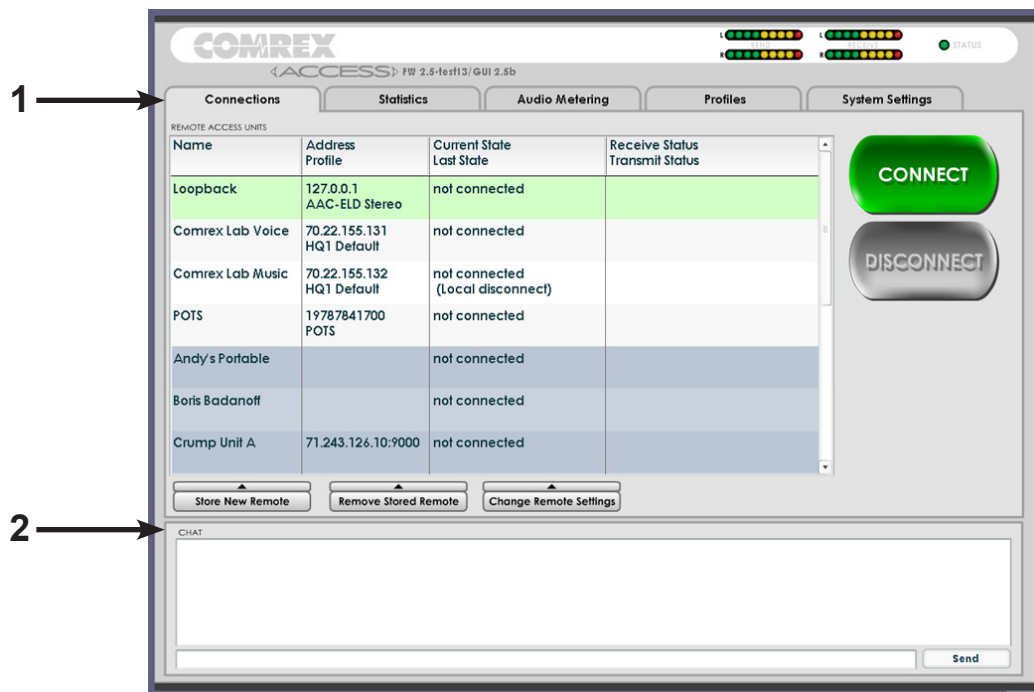 COMREX
ACCESS FW 2.5-test13/GUI 2.5b
L
SEND
R
L
RECEIVE
R
STATUS
1
Connections
Statistics
Audio Metering
Profiles
System Settings
REMOTE ACCESS UNITS
Name
Address
Profile
Current State
Last State
Receive Status
Transmit Status
Loopback
127.0.0.1
AAC-ELD Stereo
not connected
Comrex Lab Voice
70.22.155.131
HQ1 Default
not connected
Comrex Lab Music
70.22.155.132
HQ1 Default
not connected
(Local disconnect)
POTS
19787841700
POTS
not connected
Andy's Portable
not connected
Boris Badanoff
not connected
Crump Unit A
71.243.126.10:9000
not connected
CONNECT
DISCONNECT
Store New Remote
Remove Stored Remote
Change Remote Settings
2
CHAT
Send